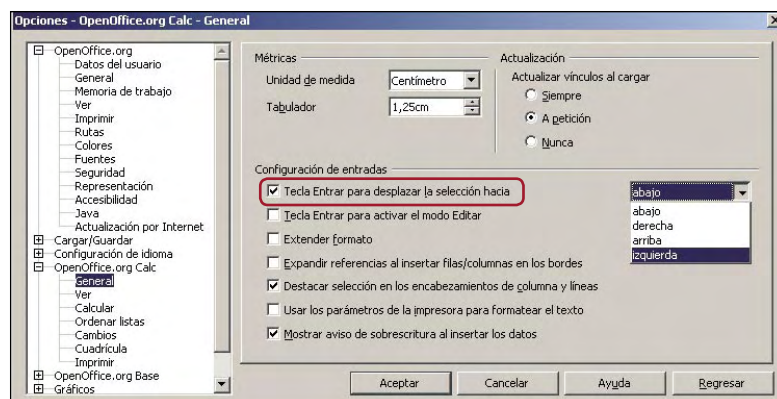 Opciones - OpenOffice.org Calc - General
OpenOffice.org
Datos del usuario
General
Memoria de trabajo
Ver
Imprimir
Rutas
Colores
Fuentes
Seguridad
Representación
Accesibilidad
Java
Actualización por Internet
Cargar/Guardar
Configuración de idioma
OpenOffice.org Calc
General
Ver
Calcular
Ordenar listas
Cambios
Cuadrícula
Imprimir
OpenOffice.org Base
Gráficos
Métricas
Unidad de medida Centímetro
Tabulador 1,25cm
Actualización
Actualizar vínculos al cargar
Siempre
A petición
Nunca
Configuración de entradas
Tecla Entrar para desplazar la selección hacia abajo
abajo
derecha
arriba
izquierda
Tecla Entrar para activar el modo Editar
Extender formato
Expandir referencias al insertar filas/columnas en los bordes
Destacar selección en los encabezamientos de columna y líneas
Usar los parámetros de la impresora para formatear el texto
Mostrar aviso de sobrescritura al insertar los datos
Aceptar Cancelar Ayuda Regresar